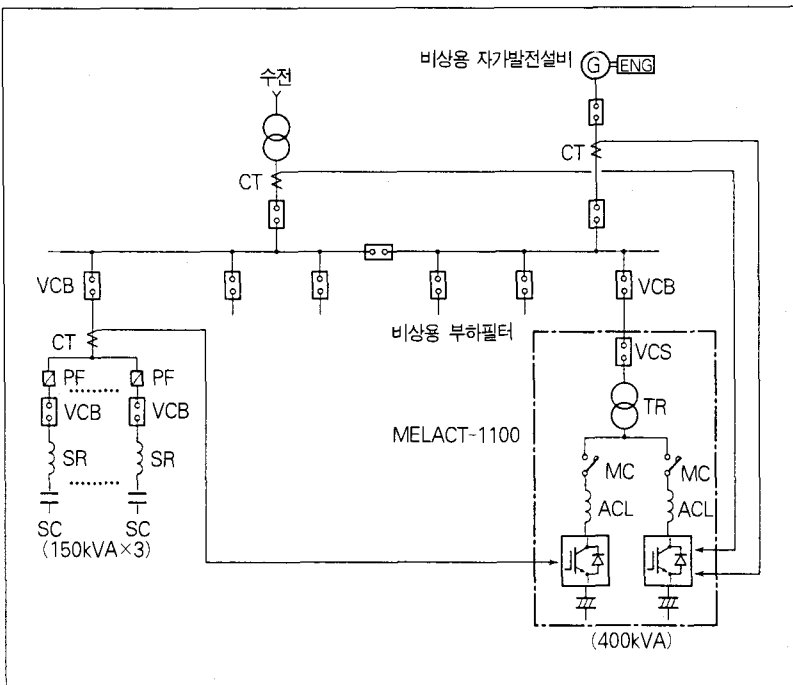 비상용 자가발전설비 G ENG
수전
CT
CT
VCB
VCB
비상용 부하필터
CT
VCS
PF
PF
VCB
VCB
TR
MELACT-1100
SR
SR
MC
MC
ACL
ACL
SC
SC
(150kVA×3)
(400kVA)